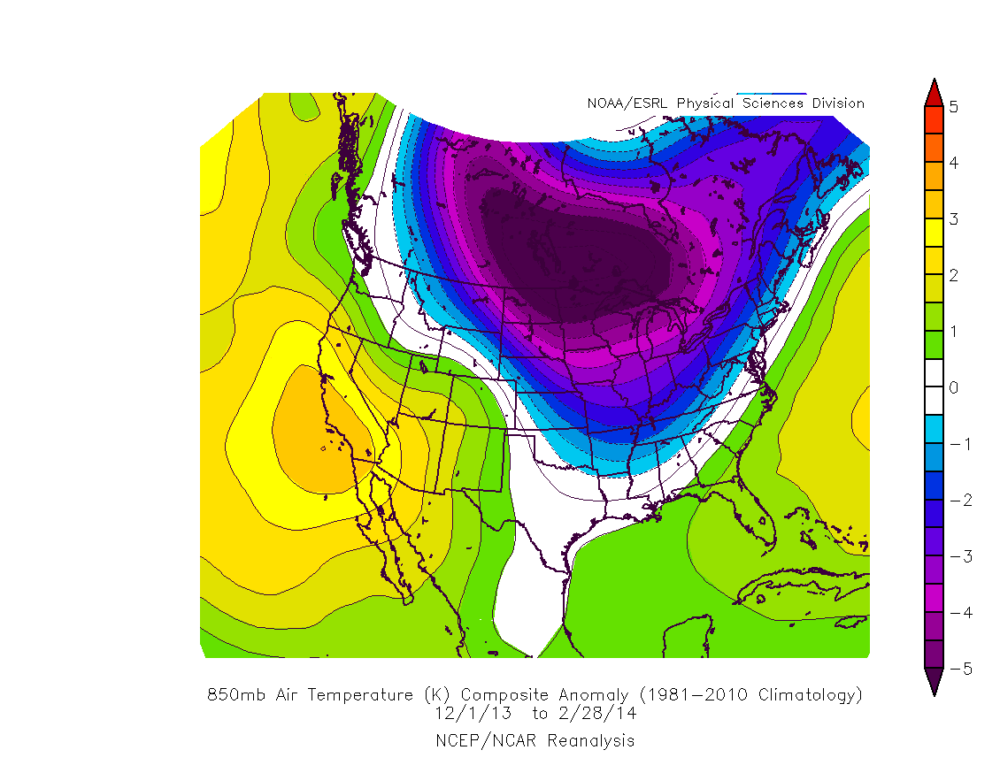 NOAA/ESRL Physical Sciences Division
5
4
3
2
1
0
-1
-2
-3
-4
-5
850mb Air Temperature (K) Composite Anomaly (1981-2010 Climatology)
12/1/13 to 2/28/14
NCEP/NCAR Reanalysis